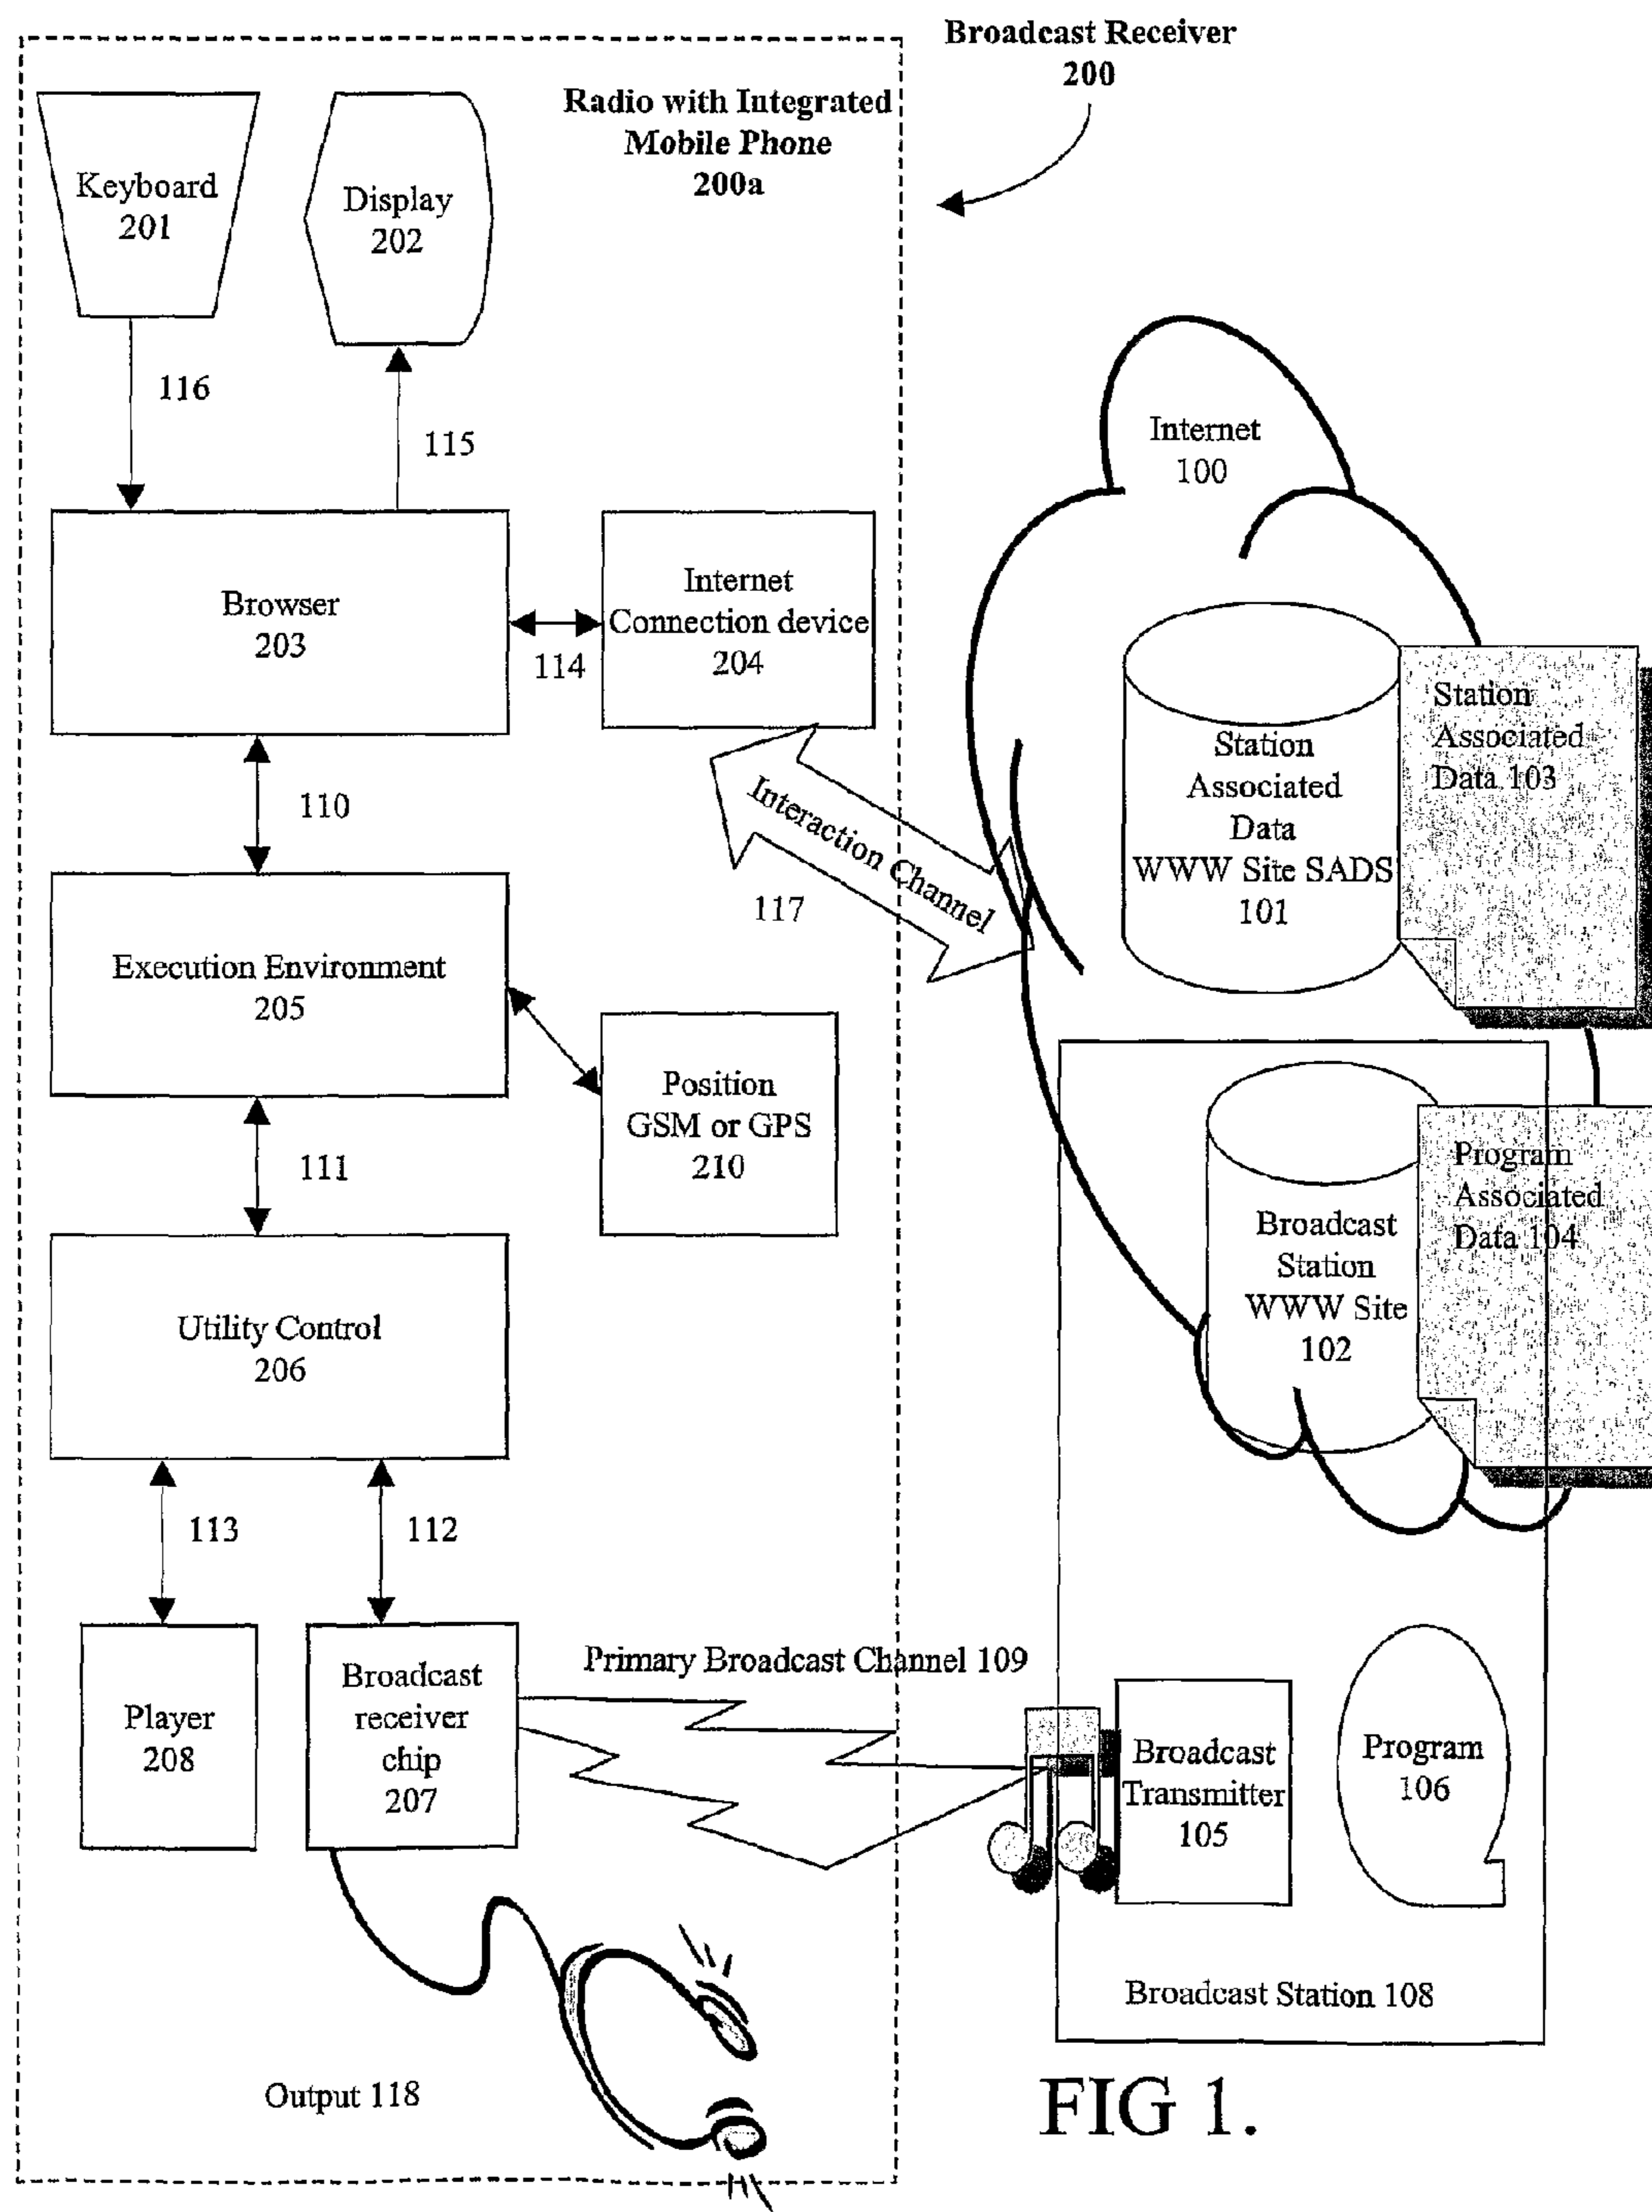 Broadcast Receiver
200
Radio with Integrated
Mobile Phone
200a
Keyboard
201
Display
202
116
115
Internet
100
Browser
203
114
Internet
Connection device
204
Station
Associated
Data
WWW Site SADS
101
Station
Associated
Data 103
110
Interaction Channel
117
Execution Environment
205
Position
GSM or GPS
210
111
Program
Associated
Data 104
Broadcast
Station
WWW Site
102
Utility Control
206
113
112
Primary Broadcast Channel 109
Player
208
Broadcast
receiver
chip
207
Broadcast
Transmitter
105
Program
106
Broadcast Station 108
Output 118
FIG 1.